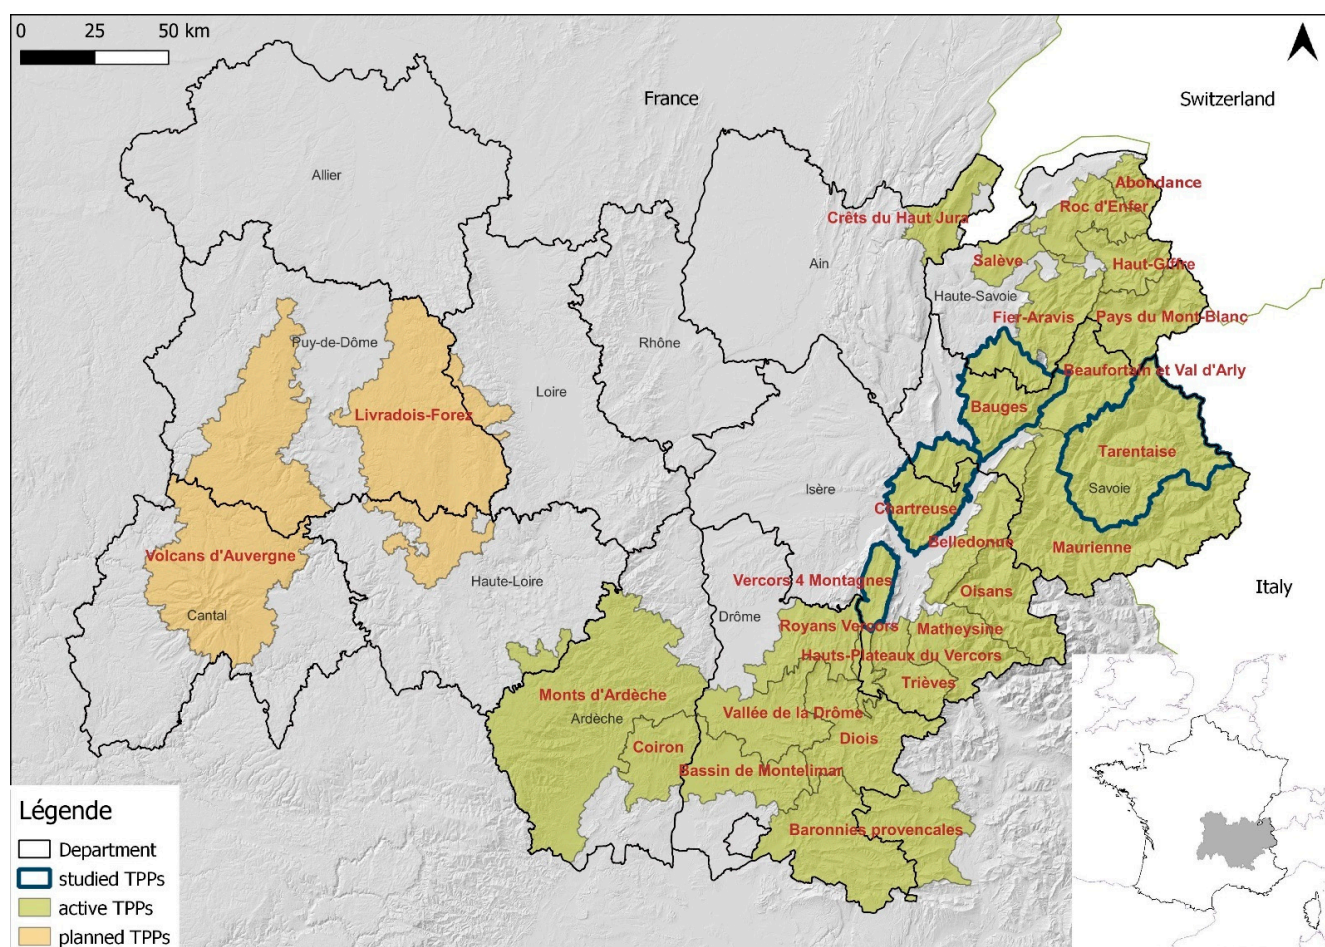 0 25 50 km
France
Switzerland
Allier
Abondance
Roc d'Enfer
Crêts du Haut Jura
Salève
Haut-Giffre
Ain
Haute-Savoie
Fier-Aravis
Pays du Mont-Blanc
Puy-de-Dôme
Rhône
Loire
Beaufortain et Val d'Arly
Livradois-Forez
Bauges
Tarentaise
Isère
Savoie
Chartreuse
Belledonne
Maurienne
Volcans d'Auvergne
Haute-Loire
Vercors 4 Montagnes
Oisans
Italy
Cantal
Drôme
Royans Vercors
Matheysine
Hauts-Plateaux du Vercors
Trièves
Monts d'Ardèche
Ardèche
Vallée de la Drôme
Diois
Coiron
Bassin de Montelimar
Baronnies provencales
Légende
Department
studied TPPs
active TPPs
planned TPPs